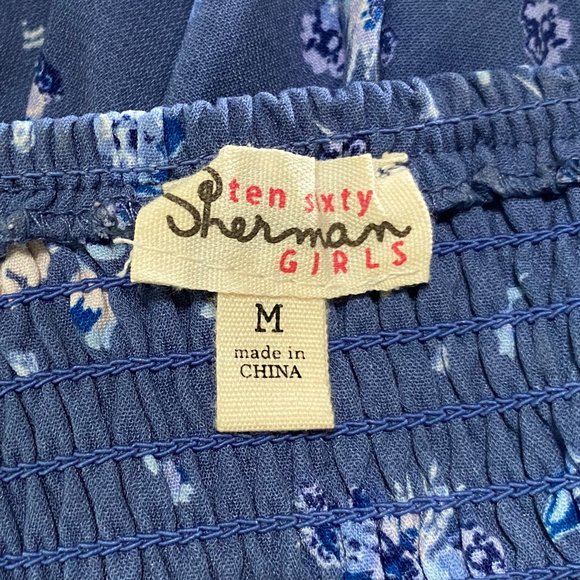 ten sixty
Sherman
GIRLS
M
made in
CHINA